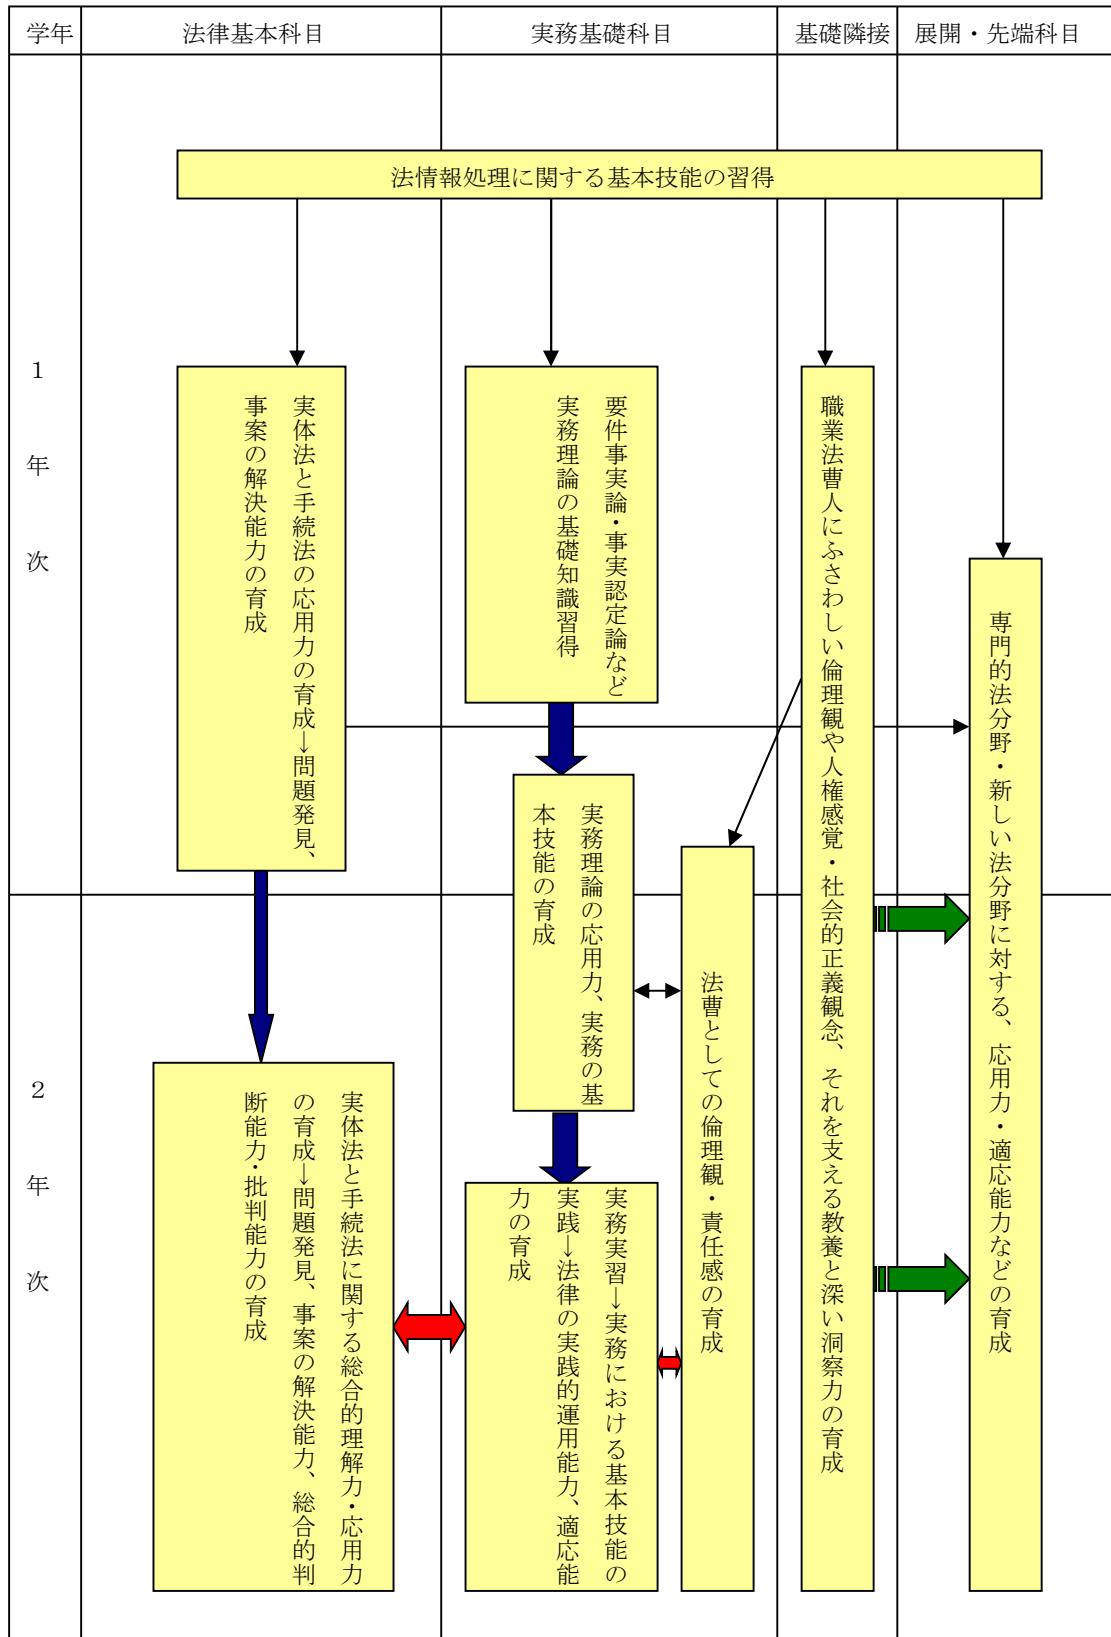 学年
法律基本科目
実務基礎科目
基礎隣接
展開・先端科目
法情報処理に関する基本技能の習得
1年次
実体法と手続法の応用力の育成→問題発見、
事案の解決能力の育成
要件事実論・事実認定論など
実務理論の基礎知識習得
職業法曹人にふさわしい倫理観や人権感覚・社会的正義観念、それを支える教養と深い洞察力の育成
専門的法分野・新しい法分野に対する、応用力・適応能力などの育成
実務理論の応用力、実務の基
本技能の育成
法曹としての倫理観・責任感の育成
2年次
実体法と手続法に関する総合的理解力・応用力
の育成→問題発見、事案の解決能力、総合的判
断能力・批判能力の育成
実務実習→実務における基本技能の
実践→法律の実践的運用能力、適応能
力の育成